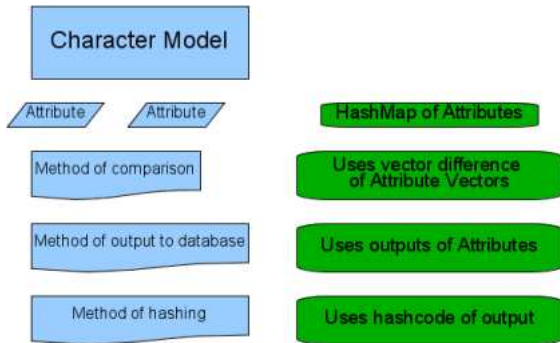 Character Model
Attribute Attribute
HashMap of Attributes
Method of comparison
Uses vector difference
of Attribute Vectors
Method of output to database
Uses outputs of Attributes
Method of hashing
Uses hashcode of output